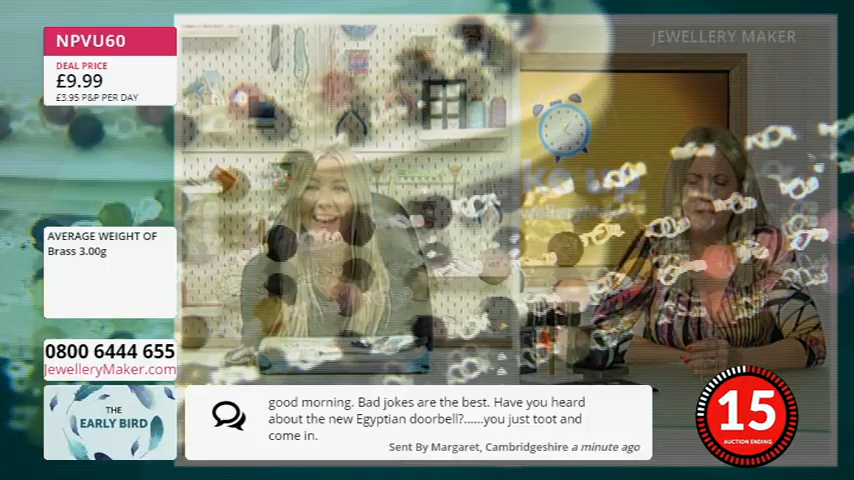 NPVU60
DEAL PRICE
£9.99
£3.95 P&P PER DAY
JEWELLERY MAKER
AVERAGE WEIGHT OF
Brass 3.00g
0800 6444 655
JewelleryMaker.com
THE
EARLY BIRD
good morning. Bad jokes are the best. Have you heard
about the new Egyptian doorbell?......you just toot and
come in.
Sent By Margaret, Cambridgeshire a minute ago
15
AUCTION ENDING